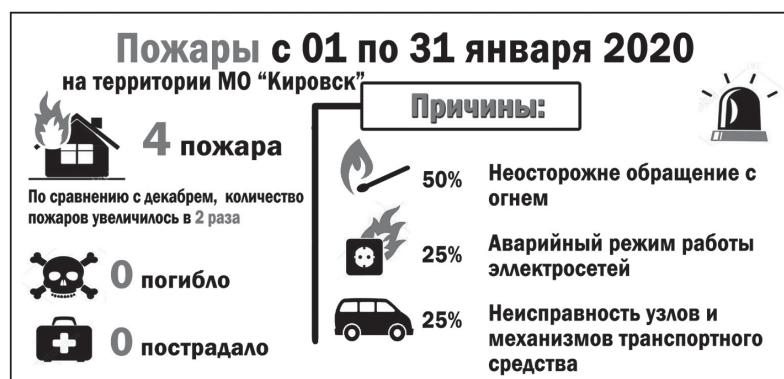 Пожары с 01 по 31 января 2020
на территории МО "Кировск"
4 пожара
По сравнению с декабрем, количество
пожаров увеличилось в 2 раза
0 погибло
0 пострадало
Причины:
50% Неосторожне обращение с
огнем
25% Аварийный режим работы
эллектросетей
25% Неисправность узлов и
механизмов транспортного
средства